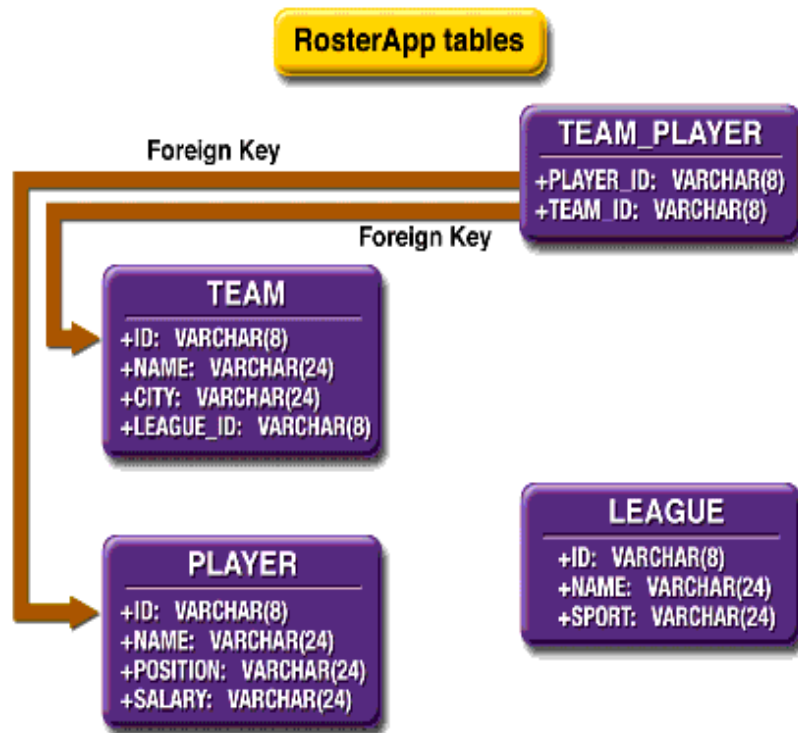 RosterApp tables
Foreign Key
TEAM_PLAYER
+PLAYER_ID: VARCHAR(8)
+TEAM_ID: VARCHAR(8)
Foreign Key
TEAM
+ID: VARCHAR(8)
+NAME: VARCHAR(24)
+CITY: VARCHAR(24)
+LEAGUE_ID: VARCHAR(8)
LEAGUE
+ID: VARCHAR(8)
+NAME: VARCHAR(24)
+SPORT: VARCHAR(24)
PLAYER
+ID: VARCHAR(8)
+NAME: VARCHAR(24)
+POSITION: VARCHAR(24)
+SALARY: VARCHAR(24)